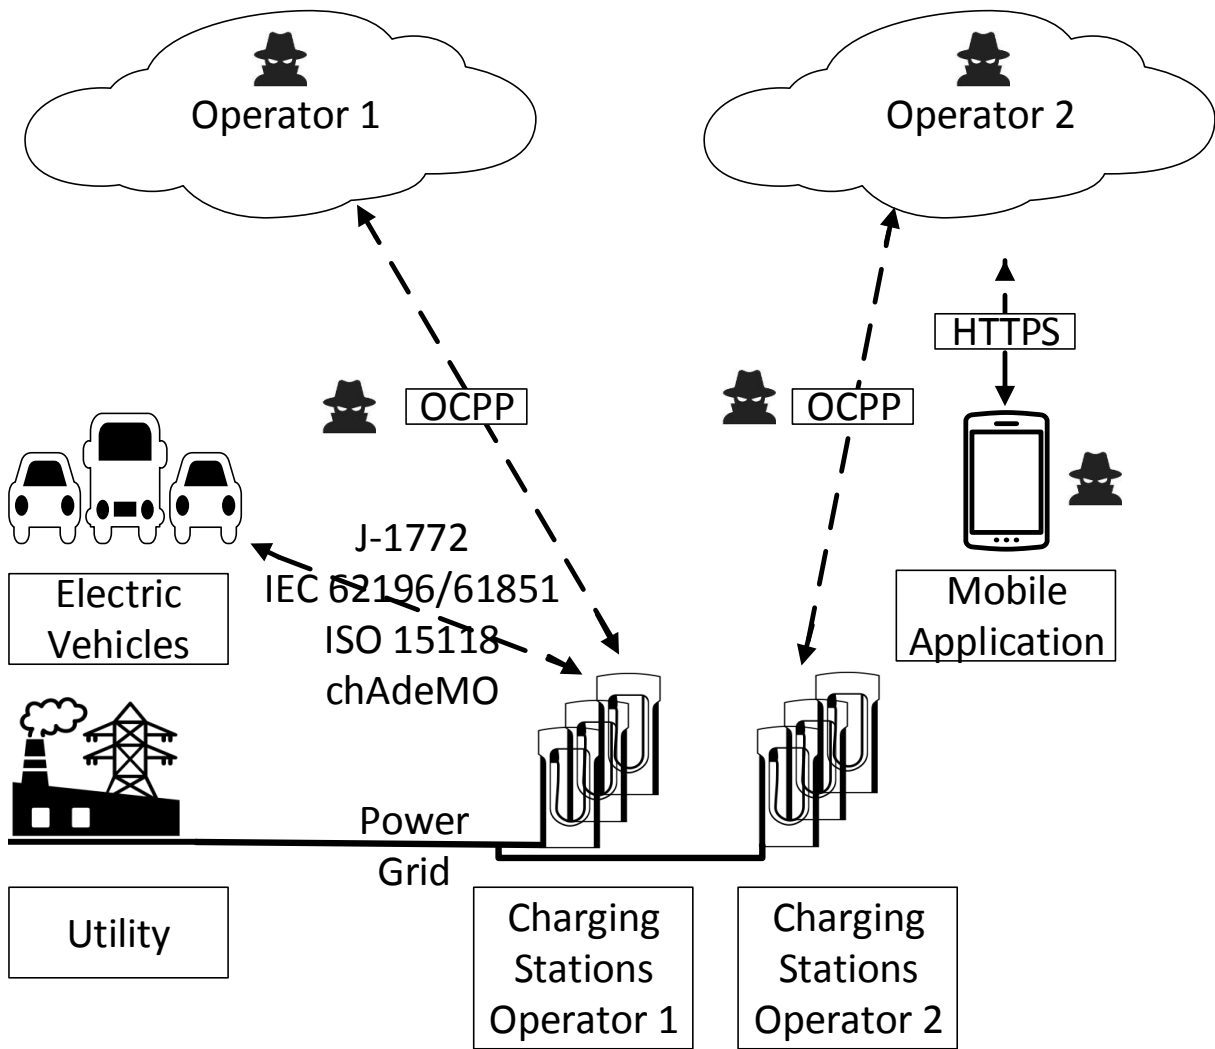 Operator 1
Operator 2
HTTPS
OCPP
OCPP
J-1772
IEC 62196/61851
ISO 15118
chAdeMO
Electric
Vehicles
Mobile
Application
Power
Grid
Utility
Charging
Stations
Operator 1
Charging
Stations
Operator 2